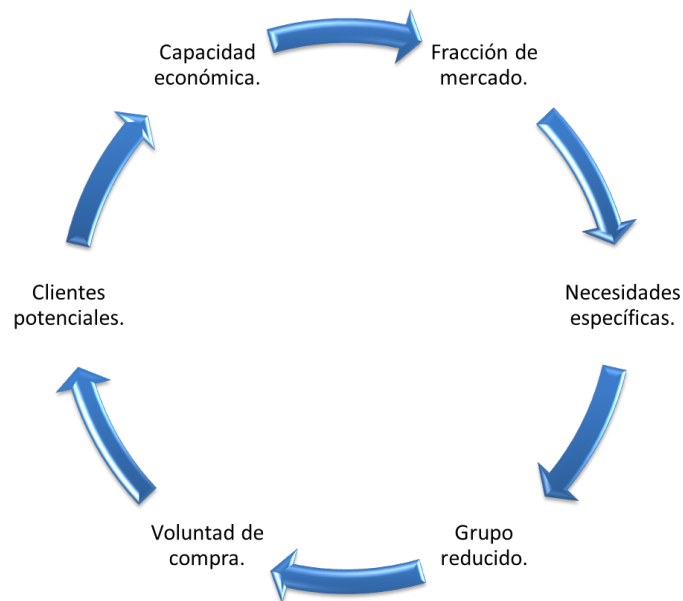 Capacidad
económica.
Fracción de
mercado.
Necesidades
específicas.
Grupo
reducido.
Voluntad de
compra.
Clientes
potenciales.